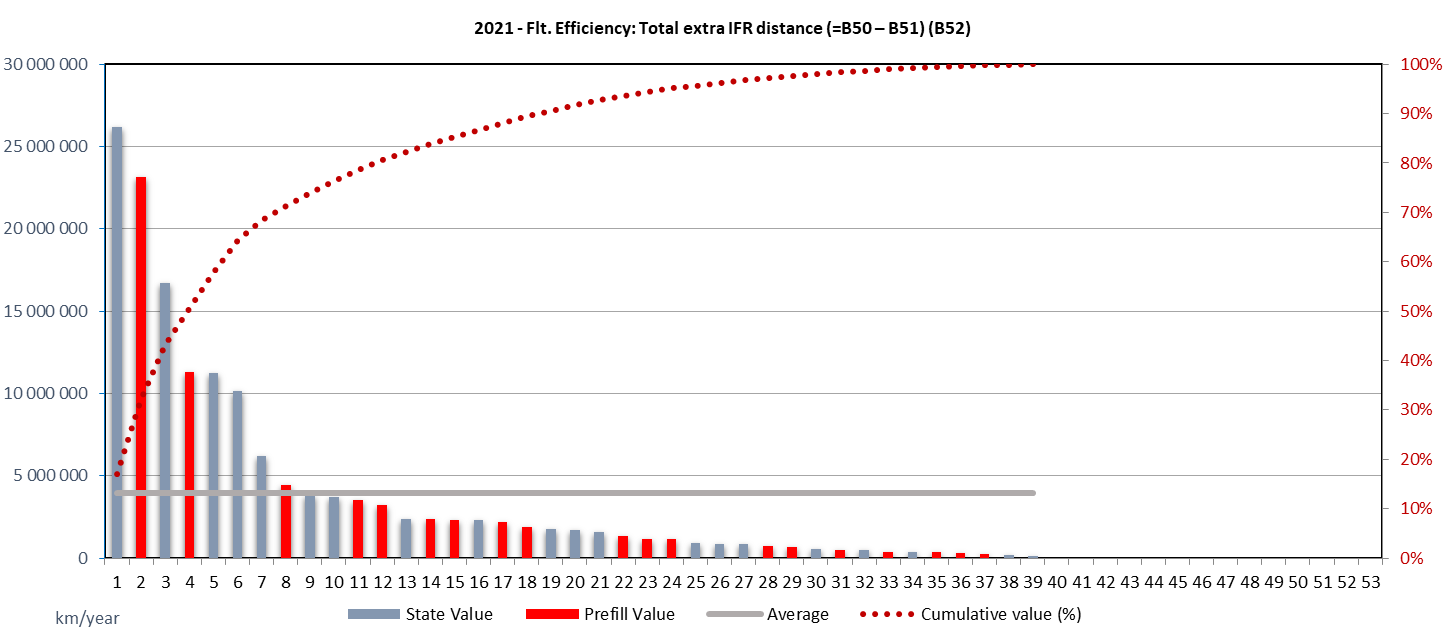 2021 - Flt. Efficiency: Total extra IFR distance (=B50 – B51) (B52)
30 000 000
25 000 000
20 000 000
15 000 000
10 000 000
5 000 000
0
100%
90%
80%
70%
60%
50%
40%
30%
20%
10%
0%
1 2 3 4 5 6 7 8 9 10 11 12 13 14 15 16 17 18 19 20 21 22 23 24 25 26 27 28 29 30 31 32 33 34 35 36 37 38 39 40 41 42 43 44 45 46 47 48 49 50 51 52 53
km/year
State Value Prefill Value Average Cumulative value (%)